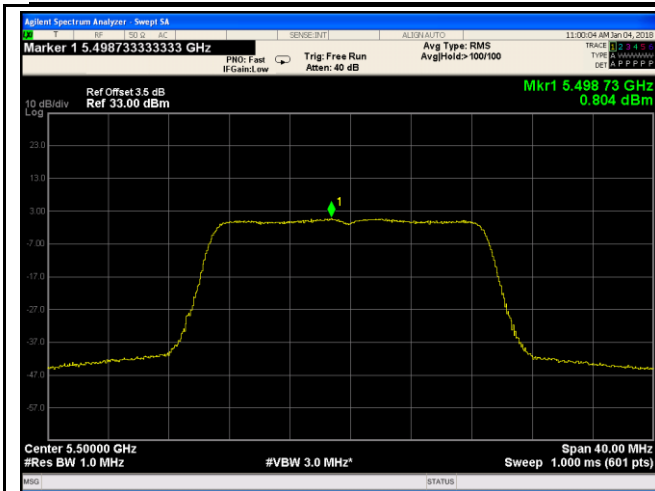 Agilent Spectrum Analyzer - Swept SA
T RF 50 Ω AC SENSE:INT ALIGN AUTO 11:00:04 AM Jan 04, 2018
Marker 1 5.498733333333 GHz
PNO: Fast
IFGain:Low
Trig: Free Run
Atten: 40 dB
Avg Type: RMS
Avg|Hold:>100/100
TRACE 1 2 3 4 5 6
TYPE A
DET A P P P P P
Mkr1 5.498 73 GHz
0.804 dBm
Ref Offset 3.5 dB
10 dB/div Ref 33.00 dBm
Log
23.0
13.0
1
3.00
-7.00
-17.0
-27.0
-37.0
-47.0
-57.0
Center 5.50000 GHz Span 40.00 MHz
#Res BW 1.0 MHz #VBW 3.0 MHz* Sweep 1.000 ms (601 pts)
MSG STATUS